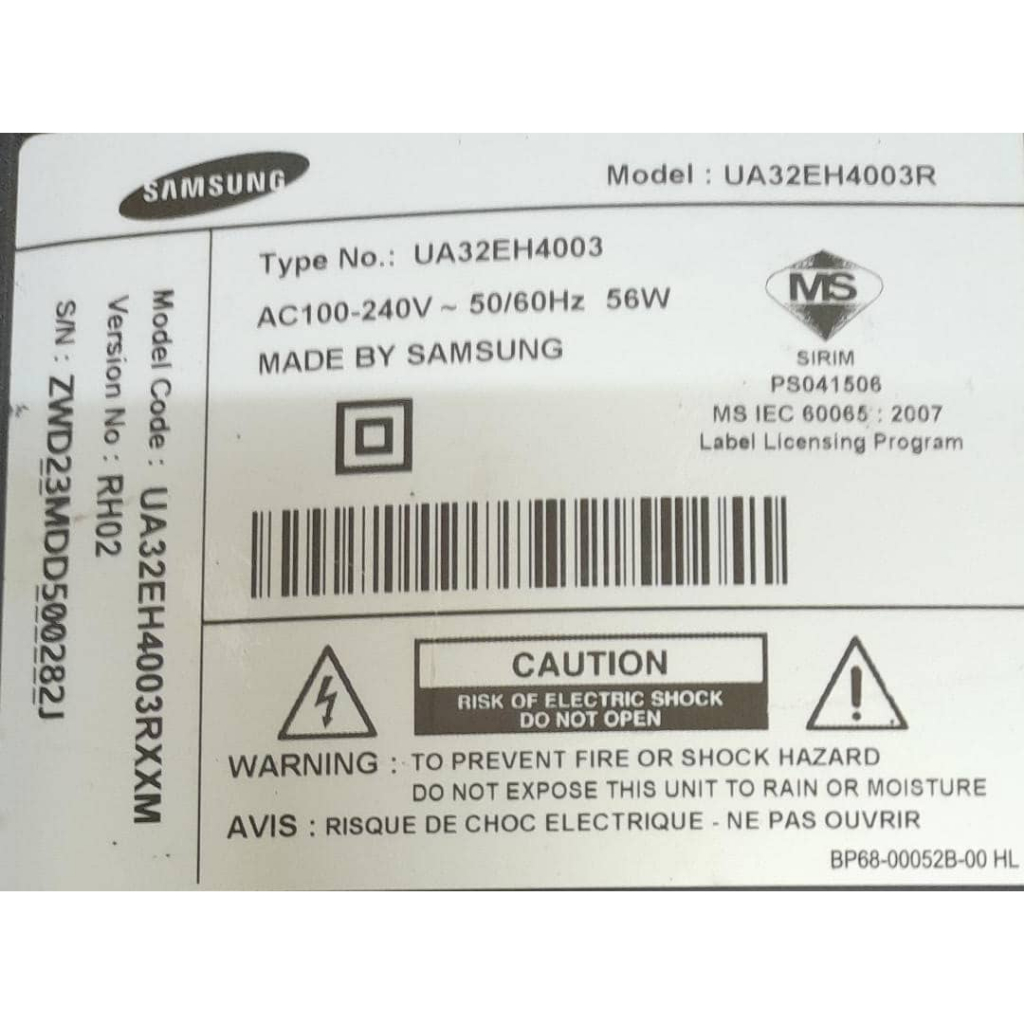 SAMSUNG
Model : UA32EH4003R
Type No.: UA32EH4003
AC100-240V ~ 50/60Hz 56W
MADE BY SAMSUNG
MS
SIRIM
PS041506
MS IEC 60065 : 2007
Label Licensing Program
Model Code : UA32EH4003RXXM
Version No : RH02
S/N : ZWD23MDD500282J
CAUTION
RISK OF ELECTRIC SHOCK
DO NOT OPEN
WARNING : TO PREVENT FIRE OR SHOCK HAZARD
DO NOT EXPOSE THIS UNIT TO RAIN OR MOISTURE
AVIS : RISQUE DE CHOC ELECTRIQUE - NE PAS OUVRIR
BP68-00052B-00 HL